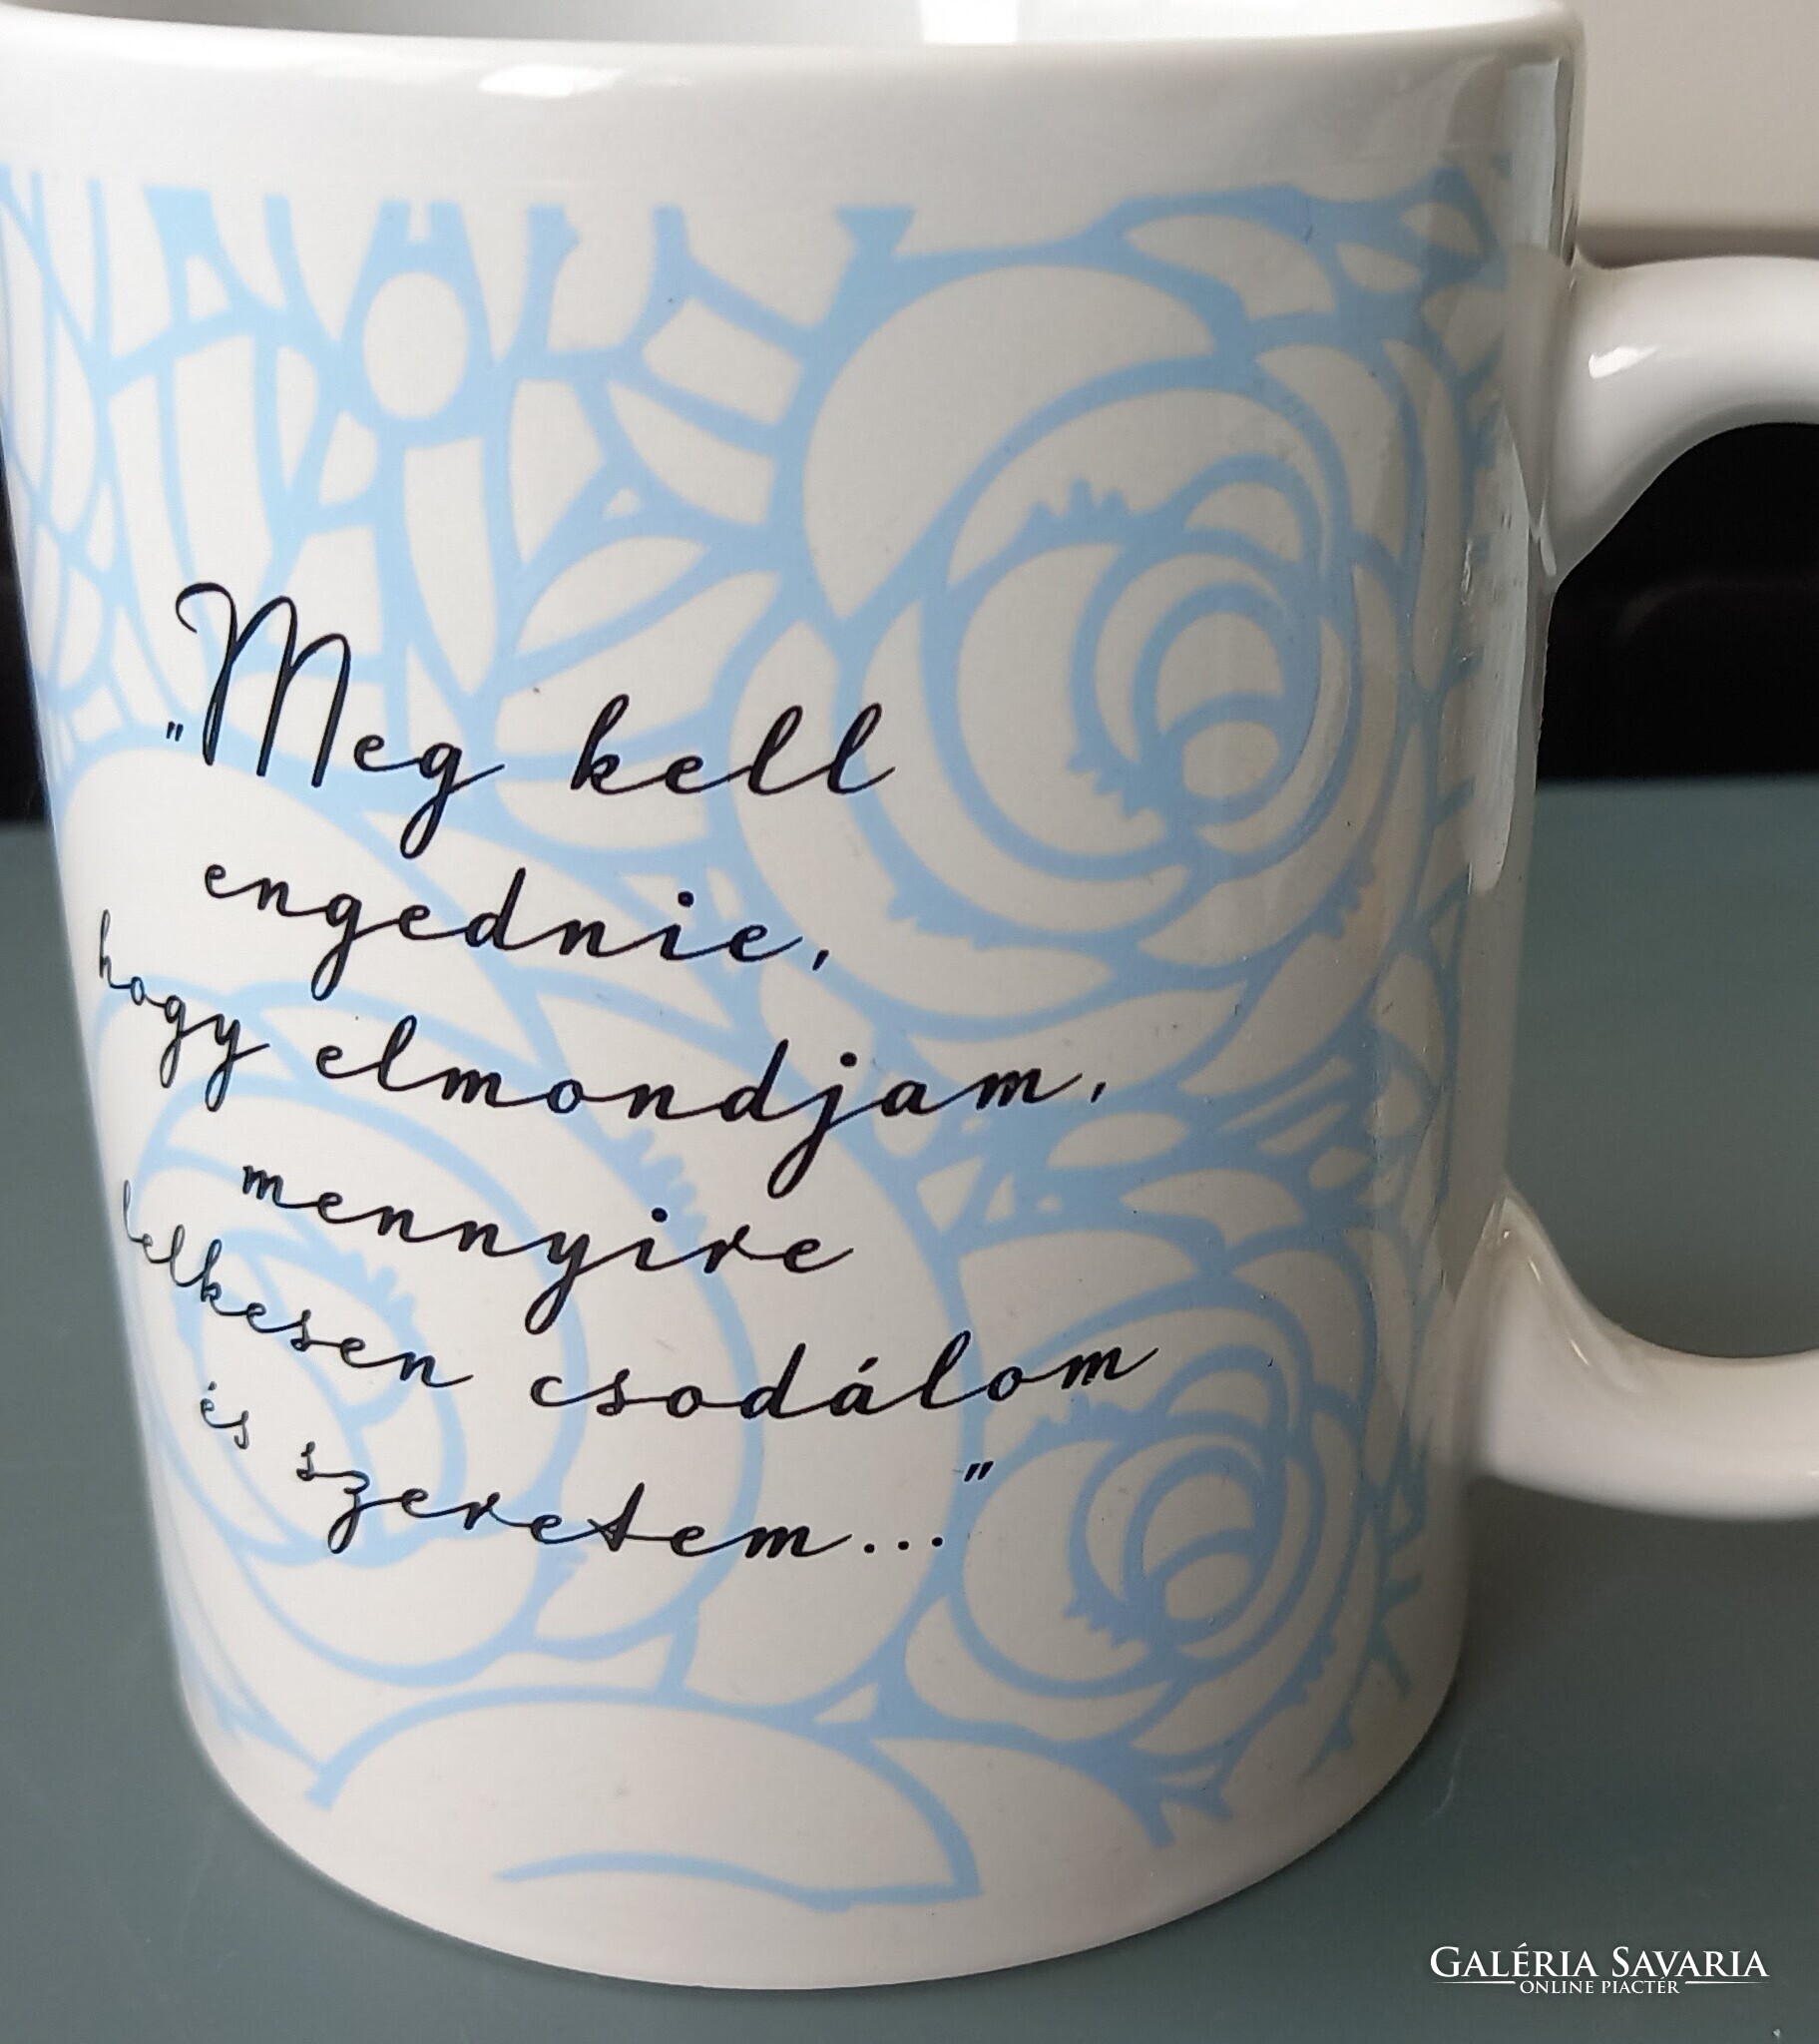 "Meg kell
engednie,
hogy elmondjam,
mennyire
lelkesen csodálom
és szeretem..."
GALÉRIA SAVARIA
ONLINE PIACTÉR